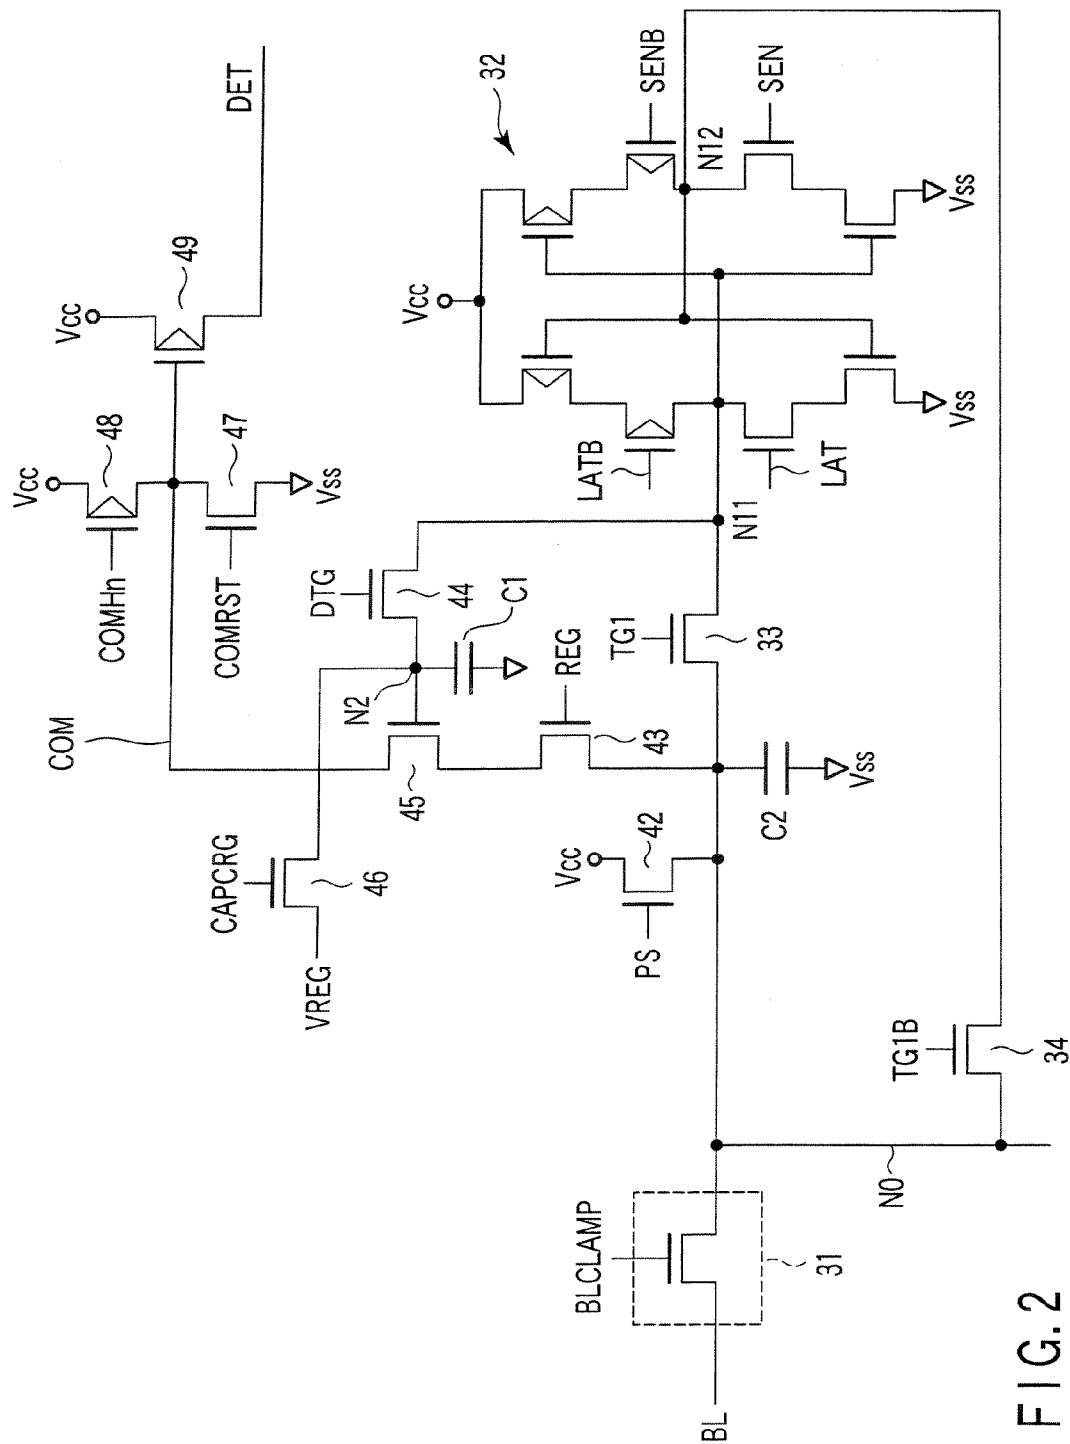 Vcc
COMHn
48
COMRST
47
Vss
Vcc
49
DET
COM
CAPCRG
46
VREG
DTG
44
N2
C1
45
REG
43
Vcc
42
PS
TG1
33
C2
Vss
N11
Vcc
32
LATB
LAT
SENB
SEN
N12
Vss
Vss
TG1B
34
N0
BLCLAMP
31
BL
FIG. 2